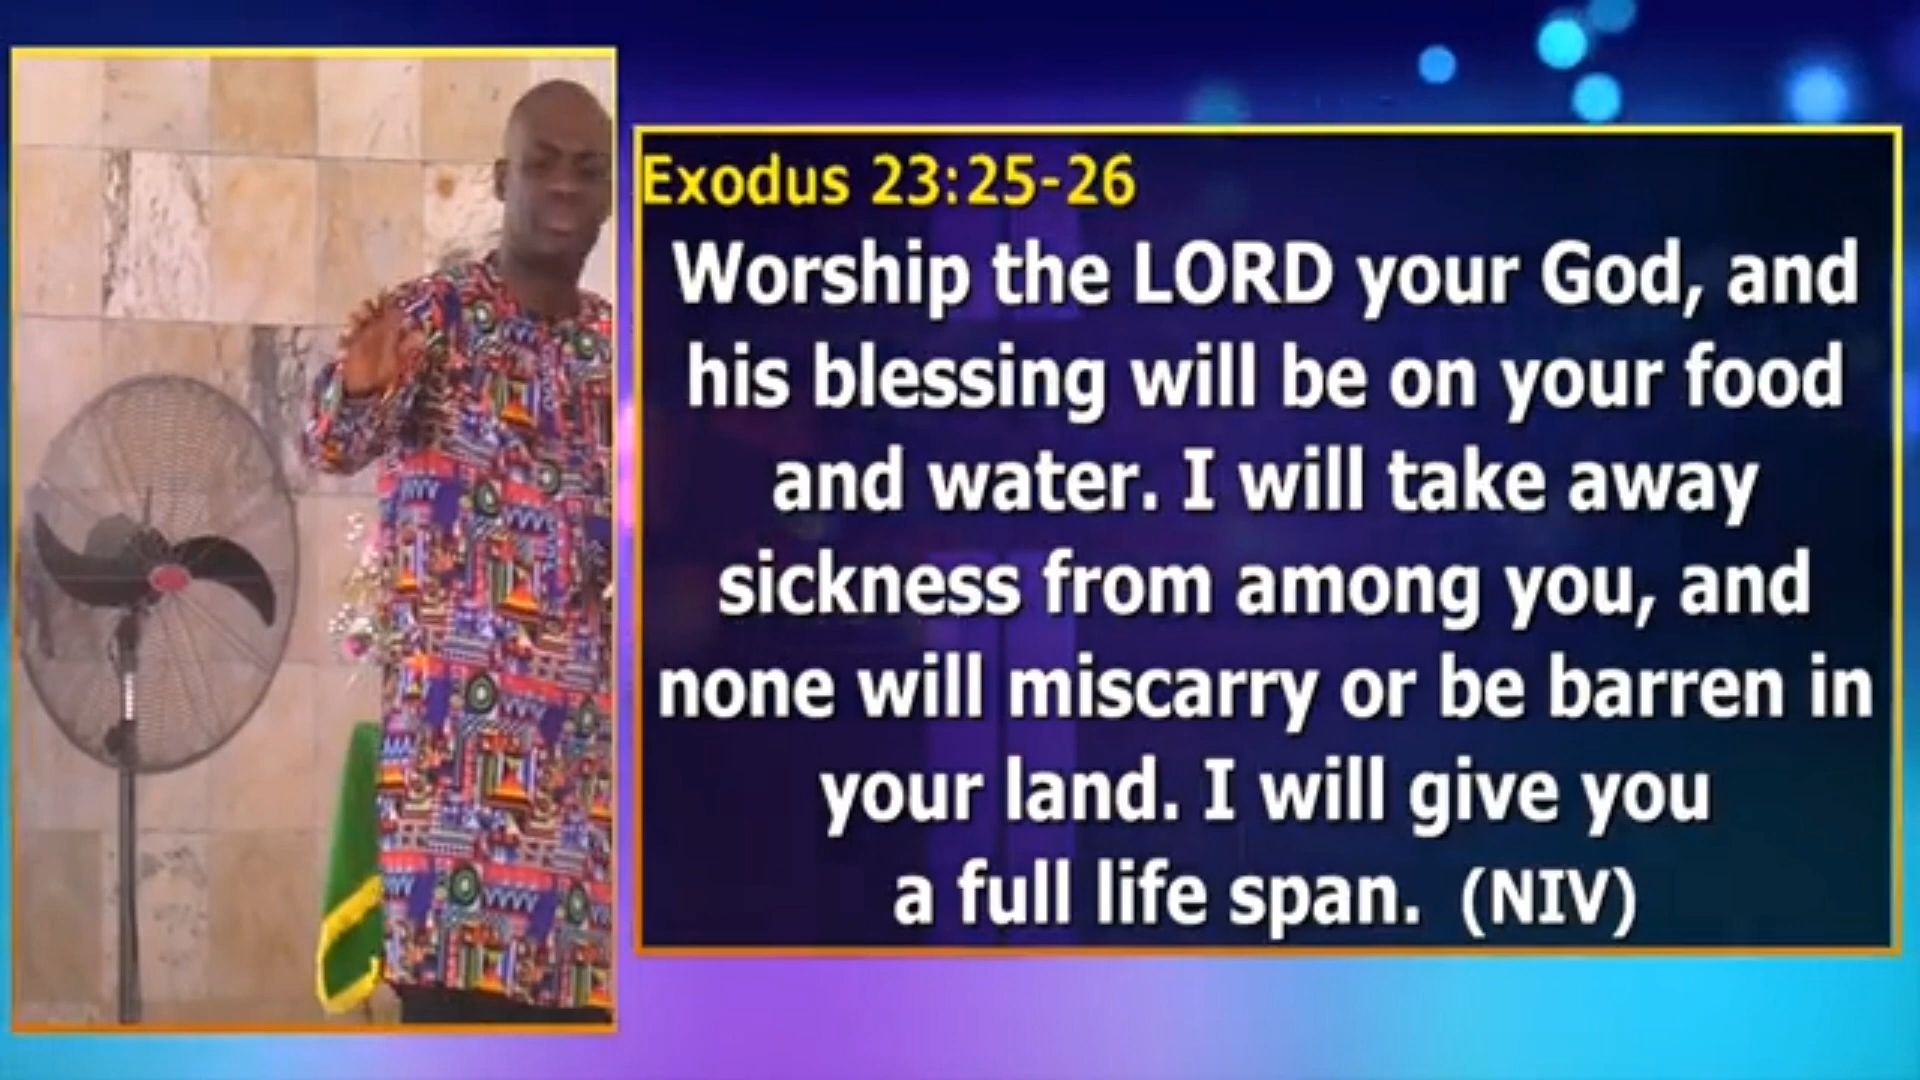 Exodus 23:25-26
Worship the LORD your God, and
his blessing will be on your food
and water. I will take away
sickness from among you, and
none will miscarry or be barren in
your land. I will give you
a full life span. (NIV)